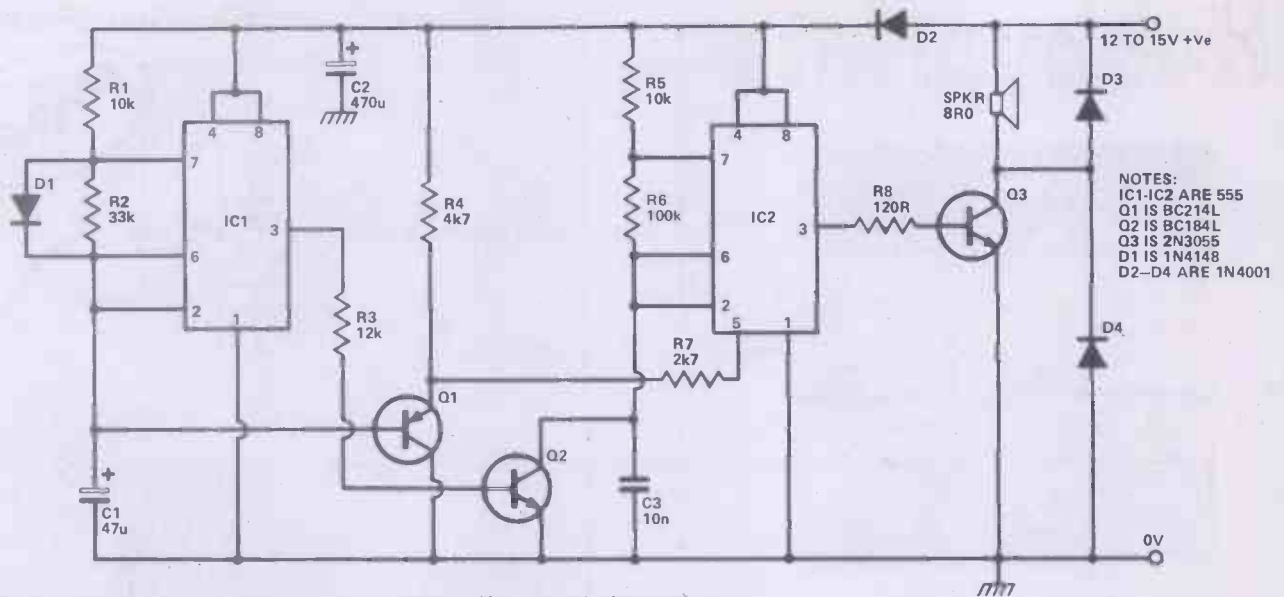 D2
12 TO 15V +Ve
R1
10k
+
C2
470u
R5
10k
D3
SPKR
8R0
4 8
4 8
7
7
D1
R2
33k
IC1
R4
4k7
R6
100k
IC2
R8
120R
Q3
NOTES:
IC1-IC2 ARE 555
Q1 IS BC214L
Q2 IS BC184L
Q3 IS 2N3055
D1 IS 1N4148
D2–D4 ARE 1N4001
3
3
6
6
2
2
1
R3
12k
5 1
R7
2k7
D4
Q1
Q2
+
C1
47u
C3
10n
0V